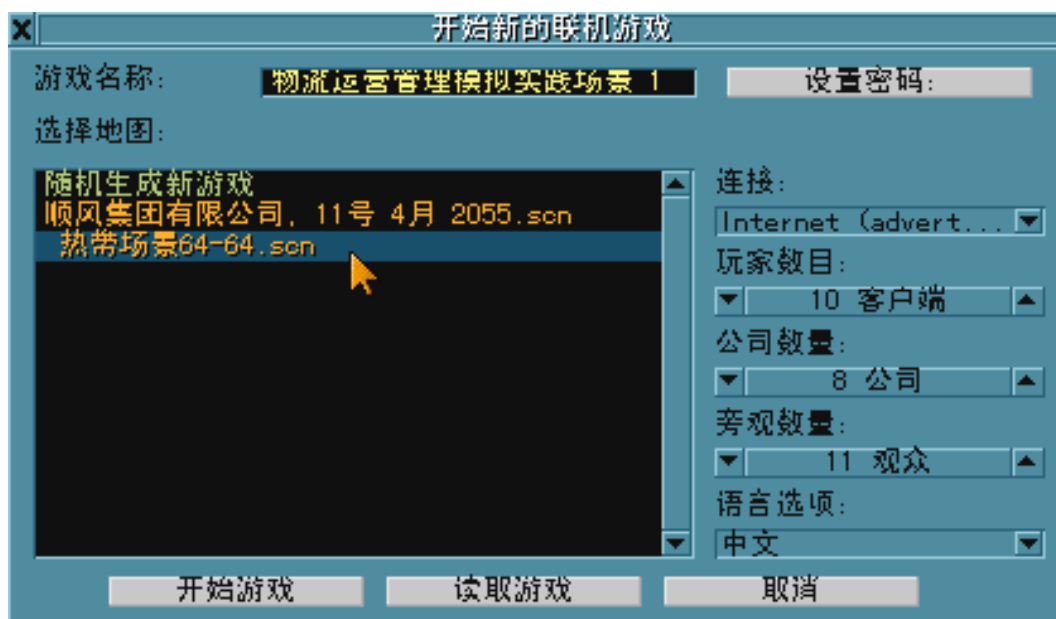 开始新的联机游戏
游戏名称: 物流运营管理模拟实践场景 1 设置密码:
选择地图:
随机生成新游戏
顺风集团有限公司, 11号 4月 2055.scn
热带场景64-64.scn
连接:
Internet (advert...
玩家数目:
10 客户端
公司数量:
8 公司
旁观数量:
11 观众
语言选项:
中文
开始游戏 读取游戏 取消